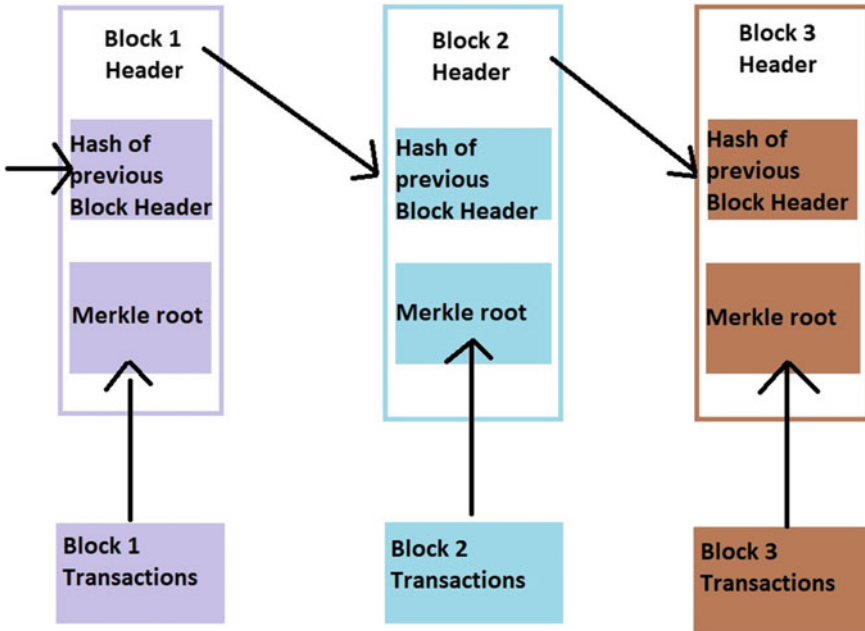 Block 1
Header
Hash of
previous
Block Header
Merkle root
Block 1
Transactions
Block 2
Header
Hash of
previous
Block Header
Merkle root
Block 2
Transactions
Block 3
Header
Hash of
previous
Block Header
Merkle root
Block 3
Transactions